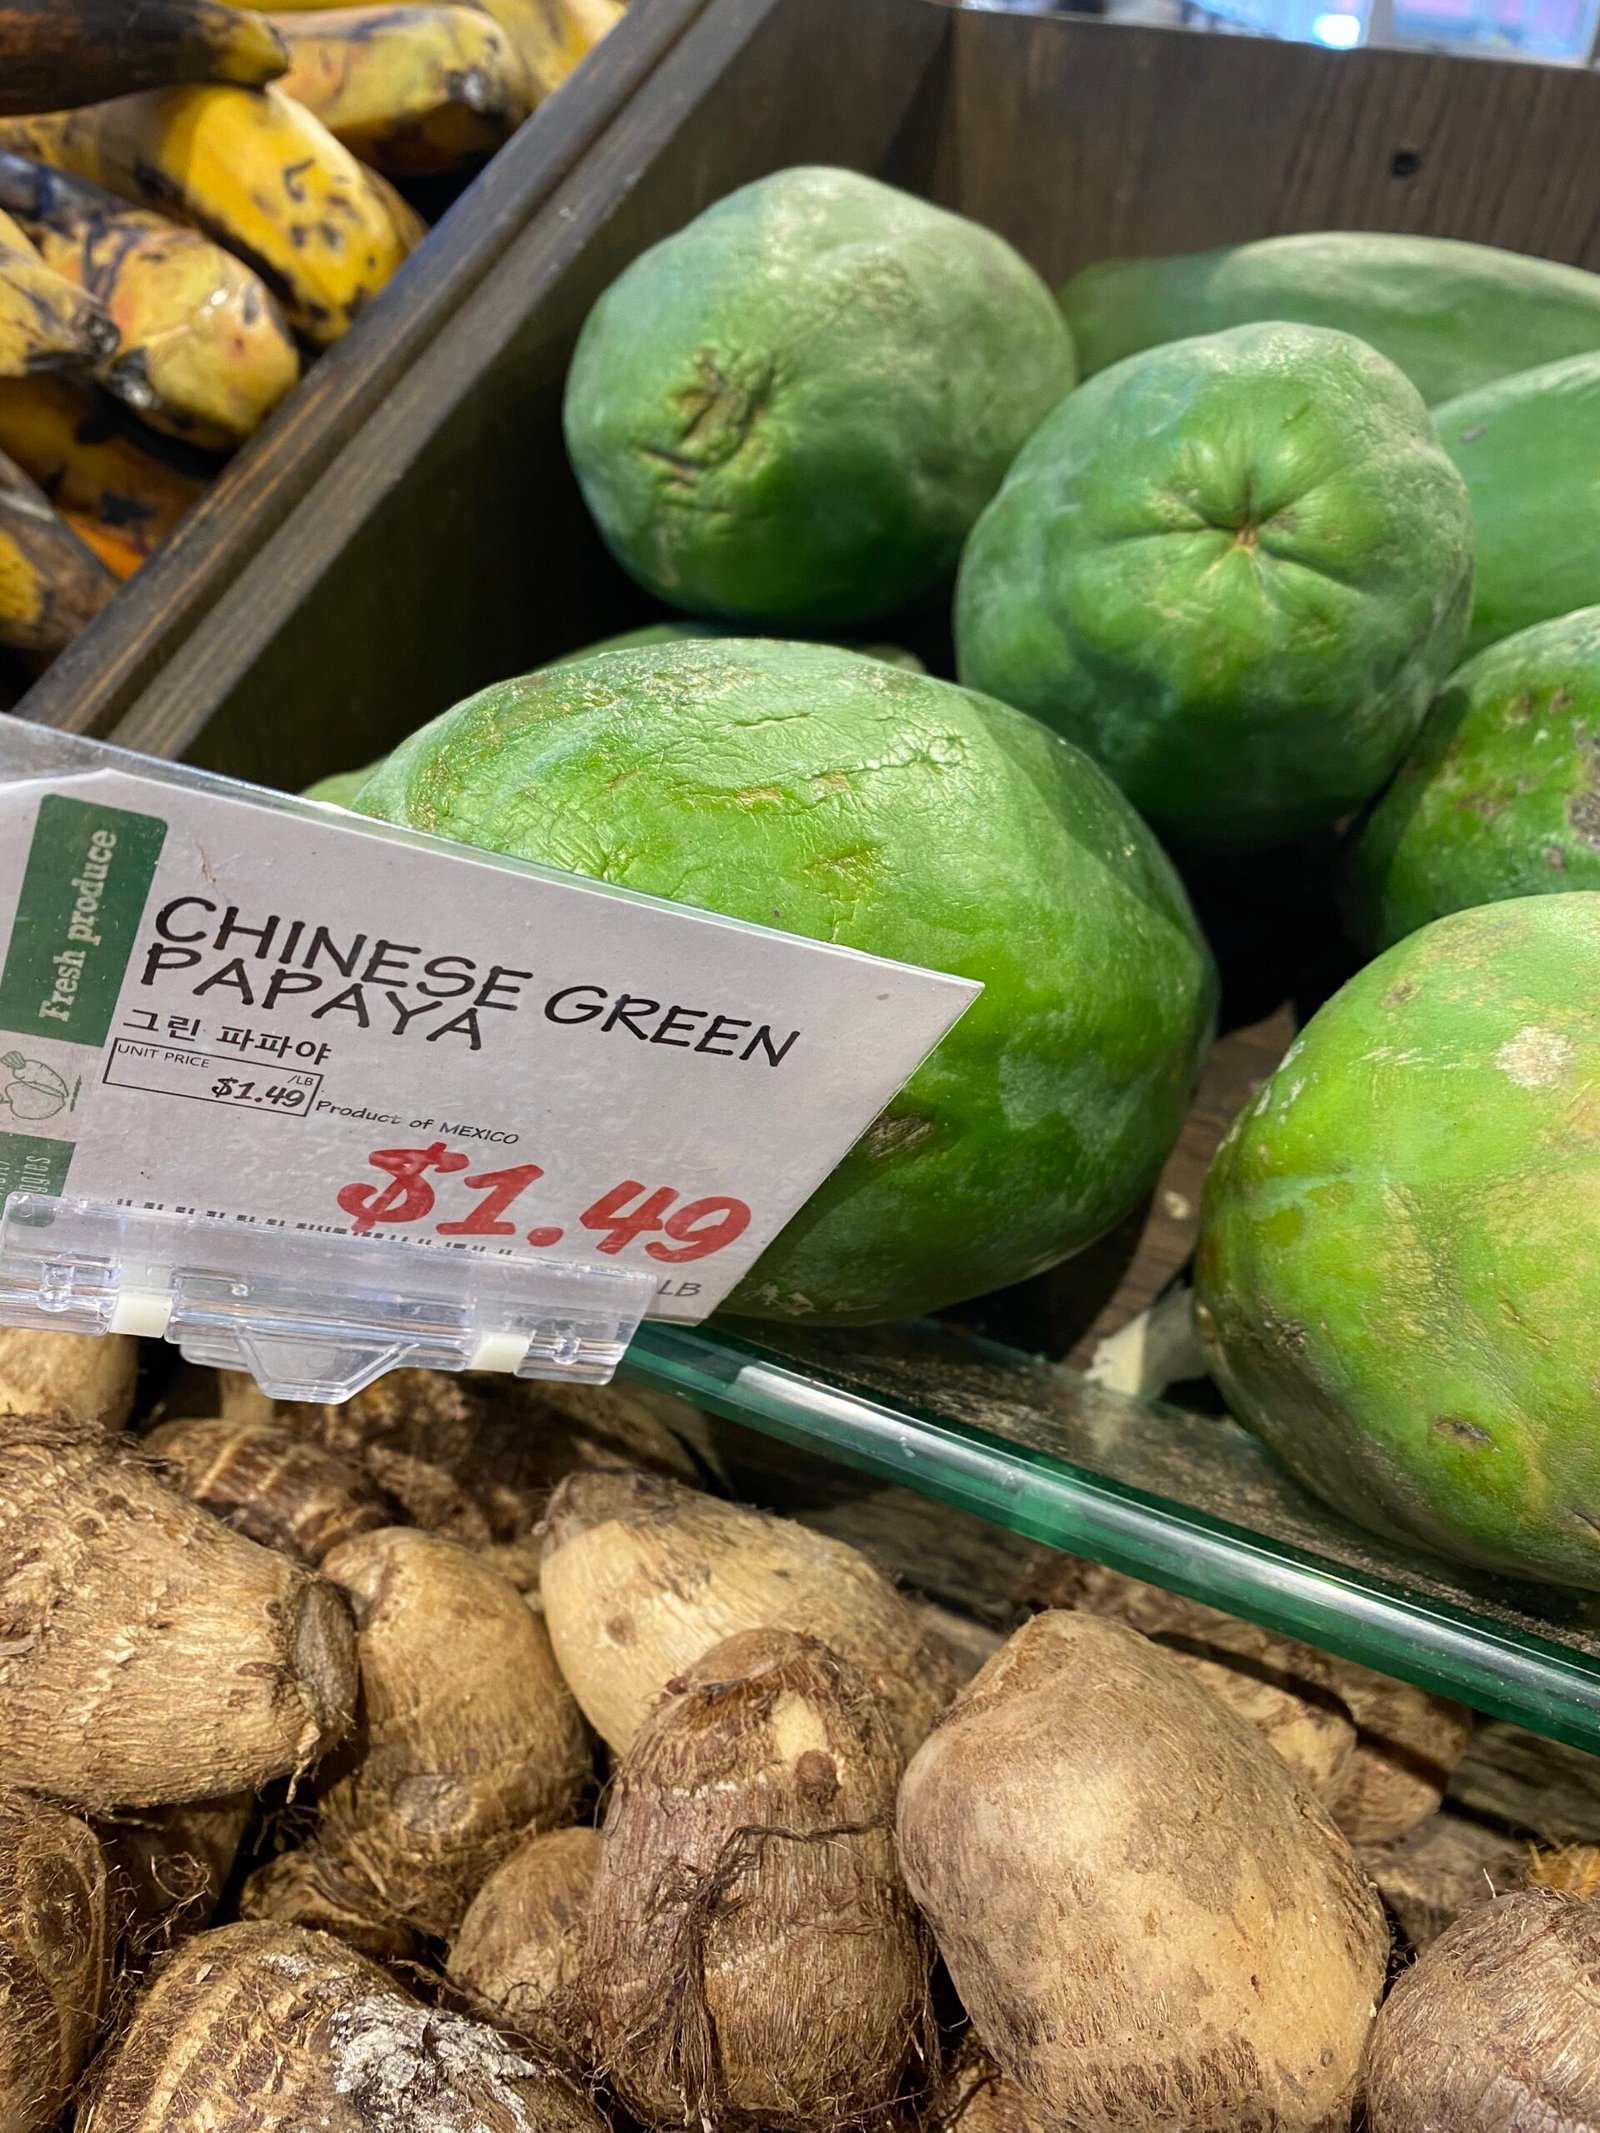 Fresh produce
CHINESE GREEN
PAPAYA
그린 파파야
UNIT PRICE
/LB
$1.49
Product of MEXICO
$1.49
LB